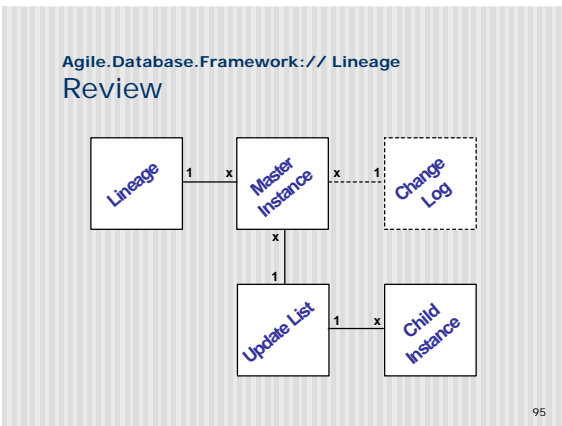 Agile.Database.Framework:// Lineage
Review
Lineage
1
x
Master
Instance
x
1
Change
Log
x
1
Update List
1
x
Child
Instance
95